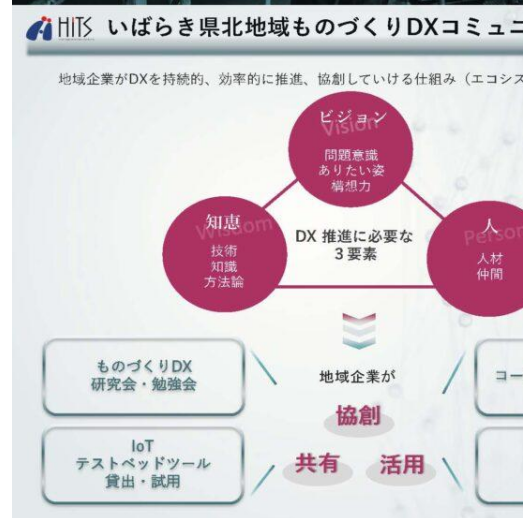 HITS いばらき県北地域ものづくりDXコミュニ
地域企業がDXを持続的、効率的に推進、協創していける仕組み（エコシス
ビジョン
Vision
問題意識
ありたい姿
構想力
知恵
Wisdom
技術
知識
方法論
DX 推進に必要な
３要素
人
Person
人材
仲間
ものづくりDX
研究会・勉強会
地域企業が
コー
協創
IoT
テストベッドツール
貸出・試用
共有
活用